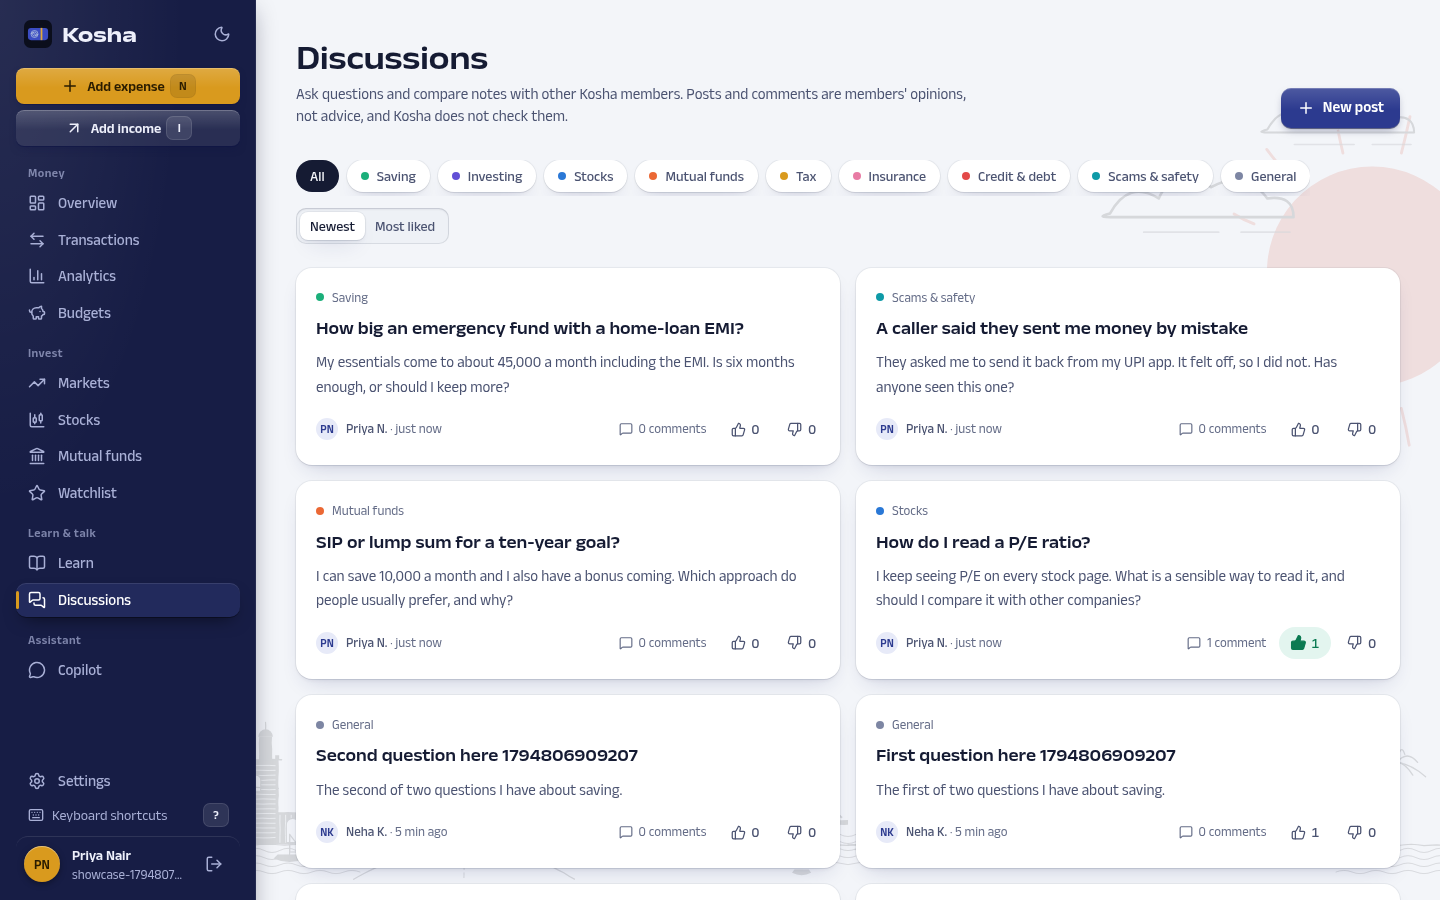 Kosha
Add expense N
Add income I
Money
Overview
Transactions
Analytics
Budgets
Invest
Markets
Stocks
Mutual funds
Watchlist
Learn & talk
Learn
Discussions
Assistant
Copilot
Settings
Keyboard shortcuts ?
PN Priya Nair
showcase-1794807...
Discussions
Ask questions and compare notes with other Kosha members. Posts and comments are members' opinions,
not advice, and Kosha does not check them.
New post
All Saving Investing Stocks Mutual funds Tax Insurance Credit & debt Scams & safety General
Newest Most liked
Saving
How big an emergency fund with a home-loan EMI?
My essentials come to about 45,000 a month including the EMI. Is six months
enough, or should I keep more?
PN Priya N. · just now 0 comments 0 0
Scams & safety
A caller said they sent me money by mistake
They asked me to send it back from my UPI app. It felt off, so I did not. Has
anyone seen this one?
PN Priya N. · just now 0 comments 0 0
Mutual funds
SIP or lump sum for a ten-year goal?
I can save 10,000 a month and I also have a bonus coming. Which approach do
people usually prefer, and why?
PN Priya N. · just now 0 comments 0 0
Stocks
How do I read a P/E ratio?
I keep seeing P/E on every stock page. What is a sensible way to read it, and
should I compare it with other companies?
PN Priya N. · just now 1 comment 1 0
General
Second question here 1794806909207
The second of two questions I have about saving.
NK Neha K. · 5 min ago 0 comments 0 0
General
First question here 1794806909207
The first of two questions I have about saving.
NK Neha K. · 5 min ago 0 comments 1 0